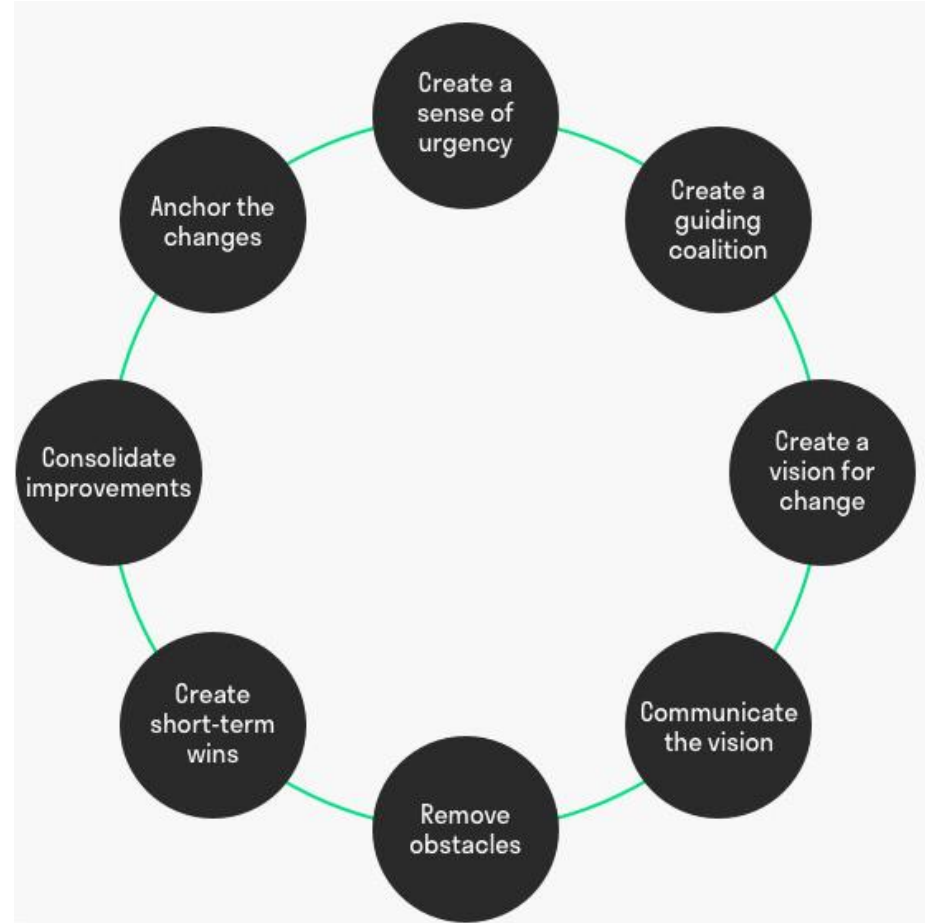 Create a
sense of
urgency
Create a
guiding
coalition
Create a
vision for
change
Communicate
the vision
Remove
obstacles
Create
short-term
wins
Consolidate
improvements
Anchor the
changes